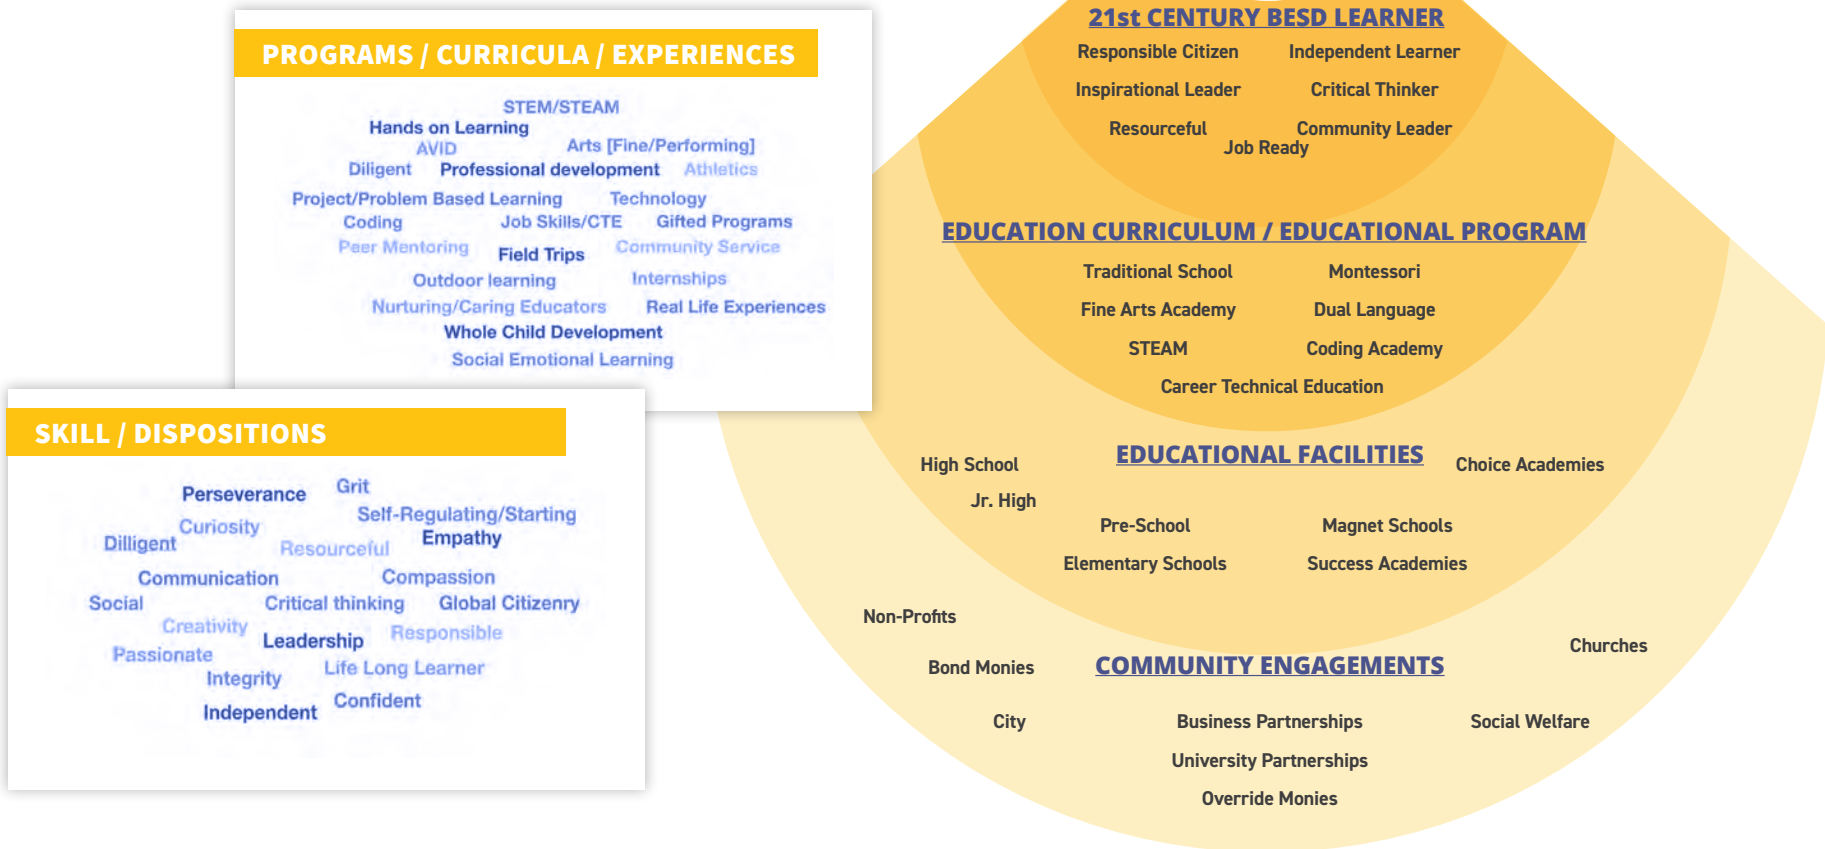 PROGRAMS / CURRICULA / EXPERIENCES
STEM/STEAM
Hands on Learning
AVID
Arts [Fine/Performing]
Diligent
Professional development
Athletics
Project/Problem Based Learning
Technology
Coding
Job Skills/CTE
Gifted Programs
Peer Mentoring
Field Trips
Community Service
Outdoor learning
Internships
Nurturing/Caring Educators
Real Life Experiences
Whole Child Development
Social Emotional Learning
SKILL / DISPOSITIONS
Perseverance
Grit
Self-Regulating/Starting
Curiosity
Dilligent
Resourceful
Empathy
Communication
Compassion
Social
Critical thinking
Global Citizenry
Creativity
Leadership
Responsible
Passionate
Integrity
Life Long Learner
Independent
Confident
21st CENTURY BESD LEARNER
Responsible Citizen
Independent Learner
Inspirational Leader
Critical Thinker
Resourceful
Community Leader
Job Ready
EDUCATION CURRICULUM / EDUCATIONAL PROGRAM
Traditional School
Montessori
Fine Arts Academy
Dual Language
STEAM
Coding Academy
Career Technical Education
EDUCATIONAL FACILITIES
High School
Choice Academies
Jr. High
Pre-School
Magnet Schools
Elementary Schools
Success Academies
COMMUNITY ENGAGEMENTS
Non-Profits
Churches
Bond Monies
City
Business Partnerships
Social Welfare
University Partnerships
Override Monies